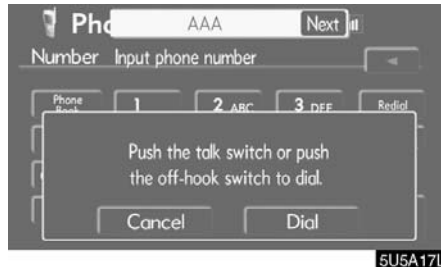 Pho AAA Next
Number Input phone number
Phone Book 1 2 ABC 3 DEF Redial
Push the talk switch or push
the off-hook switch to dial.
Cancel Dial
5U5A17L